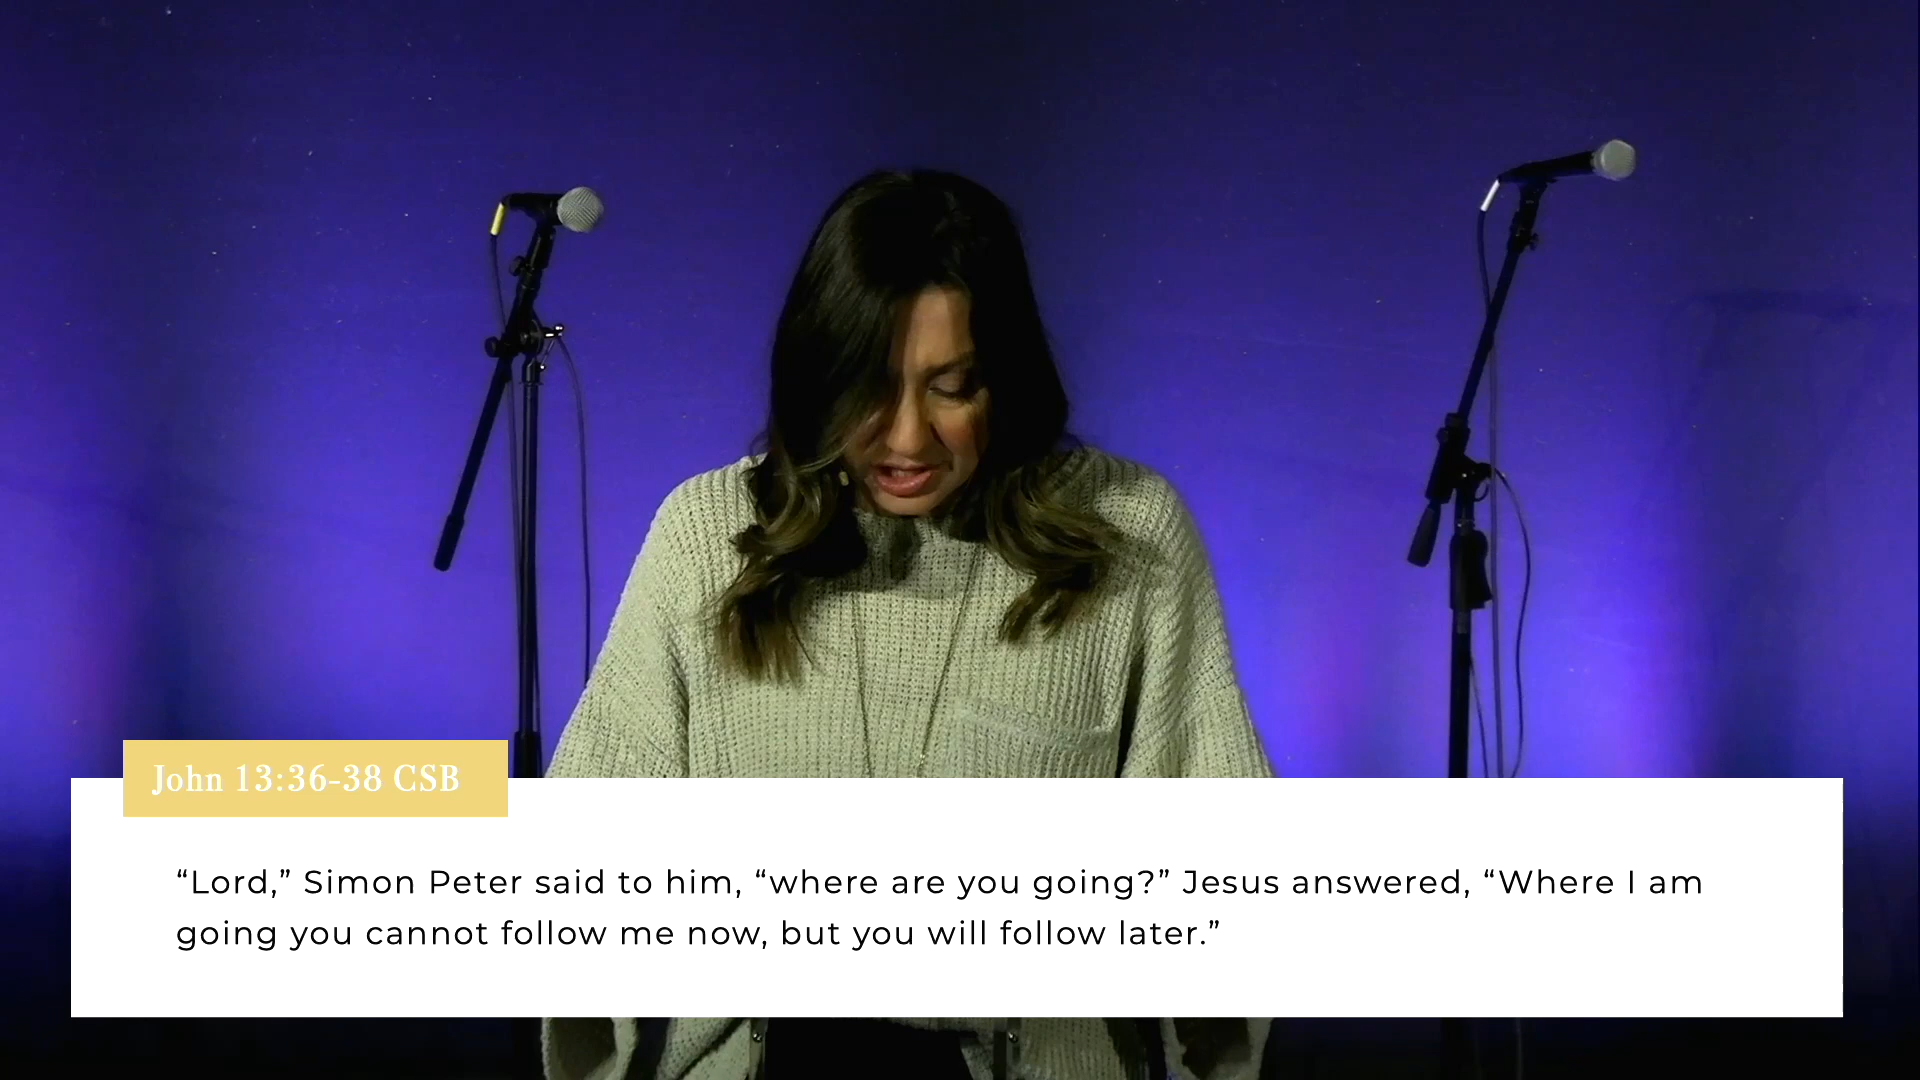 John 13:36-38 CSB
“Lord,” Simon Peter said to him, “where are you going?” Jesus answered, “Where I am
going you cannot follow me now, but you will follow later.”